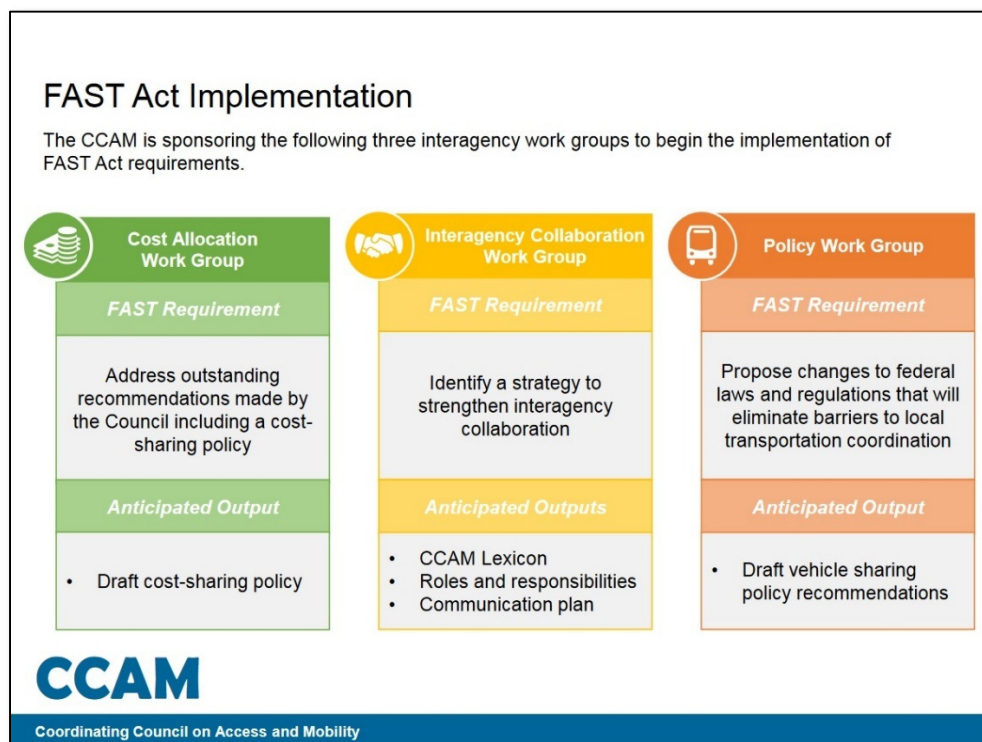 FAST Act Implementation
The CCAM is sponsoring the following three interagency work groups to begin the implementation of
FAST Act requirements.
Cost Allocation
Work Group
FAST Requirement
Address outstanding
recommendations made by
the Council including a cost-
sharing policy
Anticipated Output
• Draft cost-sharing policy
Interagency Collaboration
Work Group
FAST Requirement
Identify a strategy to
strengthen interagency
collaboration
Anticipated Outputs
• CCAM Lexicon
• Roles and responsibilities
• Communication plan
Policy Work Group
FAST Requirement
Propose changes to federal
laws and regulations that will
eliminate barriers to local
transportation coordination
Anticipated Output
• Draft vehicle sharing
policy recommendations
CCAM
Coordinating Council on Access and Mobility